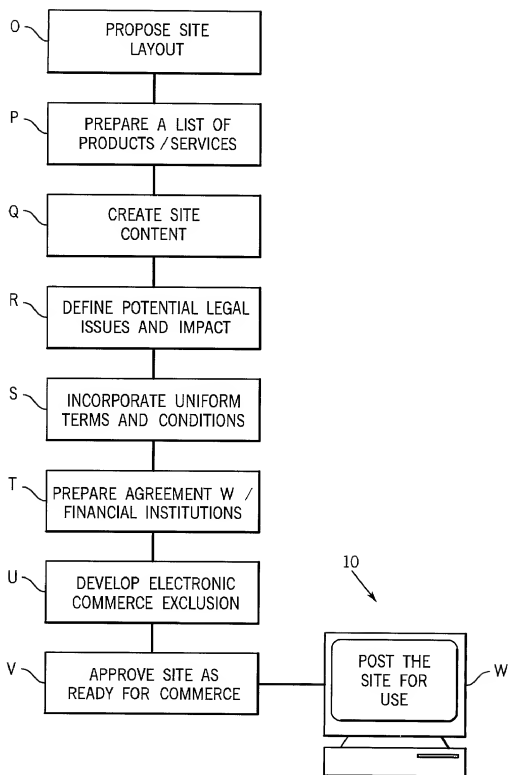 O
PROPOSE SITE
LAYOUT
P
PREPARE A LIST OF
PRODUCTS / SERVICES
Q
CREATE SITE
CONTENT
R
DEFINE POTENTIAL LEGAL
ISSUES AND IMPACT
S
INCORPORATE UNIFORM
TERMS AND CONDITIONS
T
PREPARE AGREEMENT W /
FINANCIAL INSTITUTIONS
U
DEVELOP ELECTRONIC
COMMERCE EXCLUSION
V
APPROVE SITE AS
READY FOR COMMERCE
10
POST THE
SITE FOR
USE
W